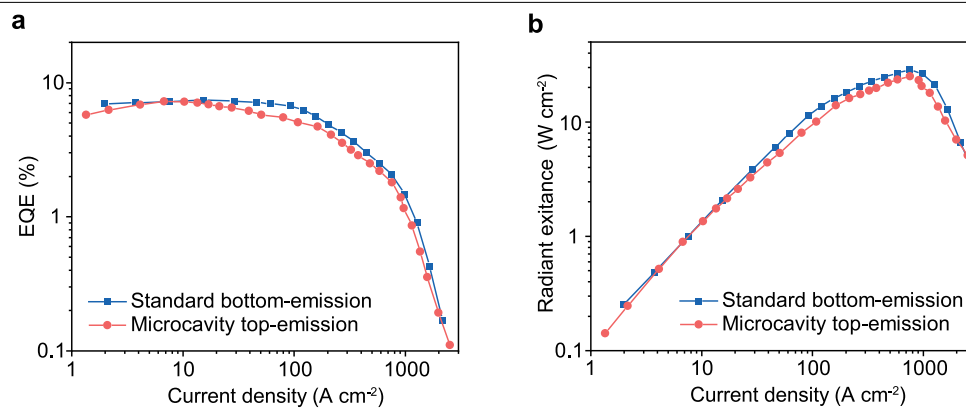 a
10
1
0.1
EQE (%)
Standard bottom-emission
Microcavity top-emission
1 10 100 1000
Current density (A cm⁻²)
b
10
1
0.1
Radiant exitance (W cm⁻²)
Standard bottom-emission
Microcavity top-emission
1 10 100 1000
Current density (A cm⁻²)